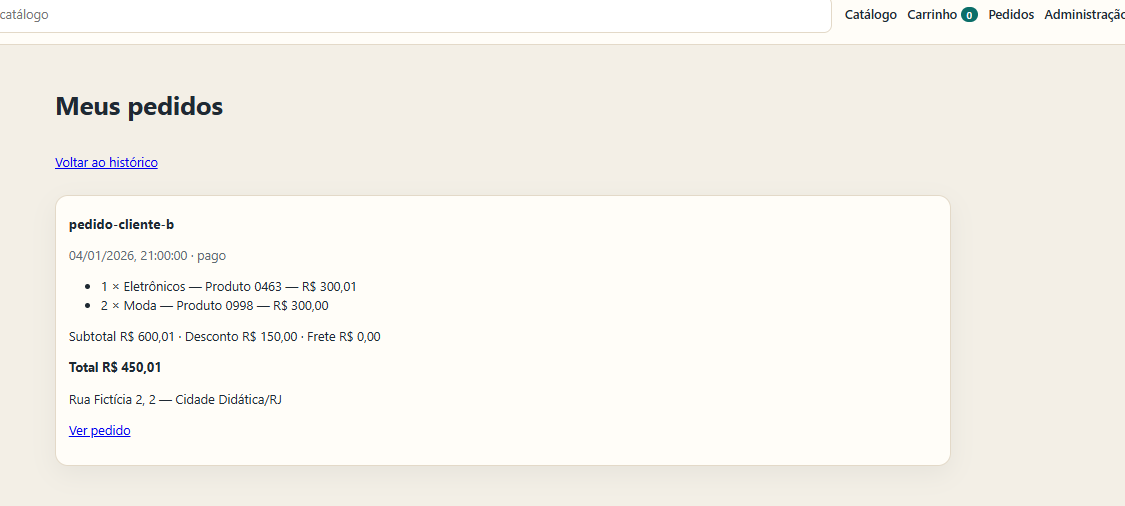 catálogo
Catálogo Carrinho 0 Pedidos Administração
Meus pedidos
Voltar ao histórico
pedido-cliente-b
04/01/2026, 21:00:00 · pago
• 1 × Eletrônicos — Produto 0463 — R$ 300,01
• 2 × Moda — Produto 0998 — R$ 300,00
Subtotal R$ 600,01 · Desconto R$ 150,00 · Frete R$ 0,00
Total R$ 450,01
Rua Fictícia 2, 2 — Cidade Didática/RJ
Ver pedido